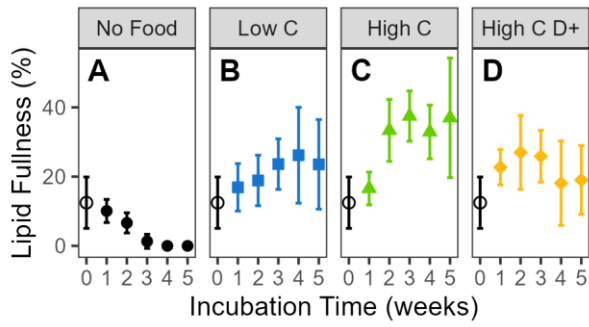 No Food Low C High C High C D+
A B C D
Lipid Fullness (%)
40
20
0
0 1 2 3 4 5 0 1 2 3 4 5 0 1 2 3 4 5 0 1 2 3 4 5
Incubation Time (weeks)